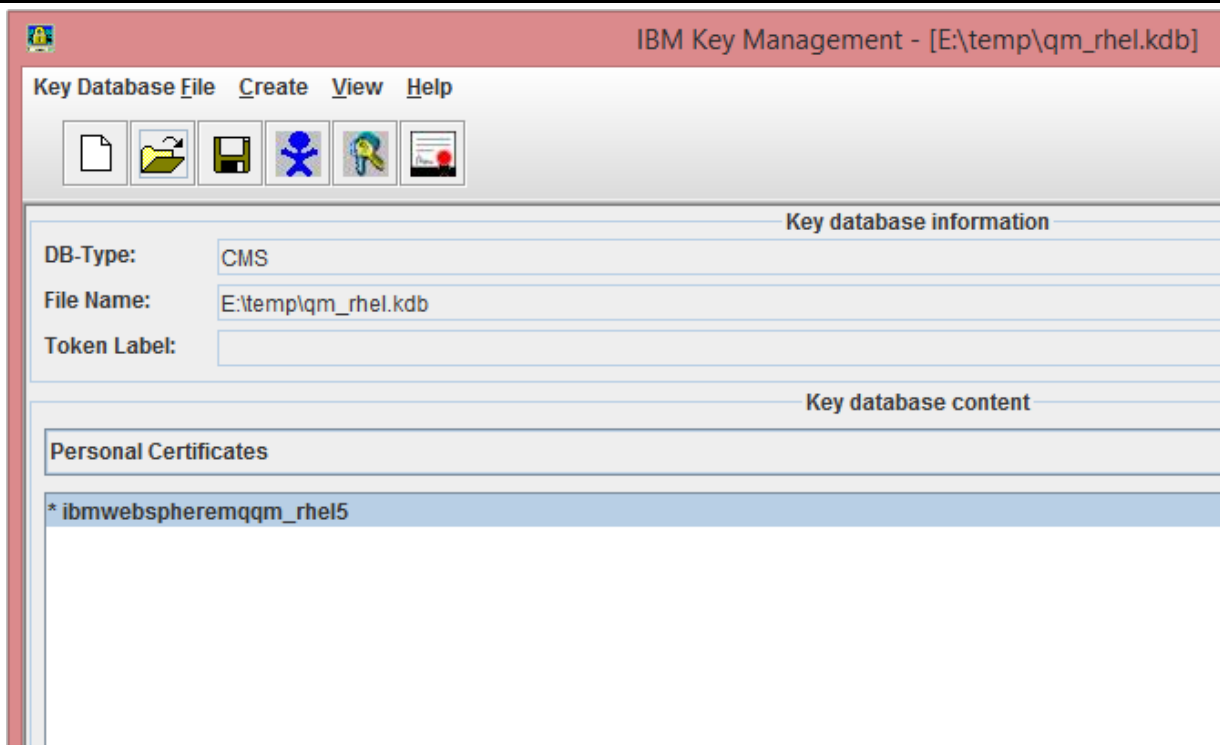 IBM Key Management - [E:\temp\qm_rhel.kdb]
Key Database File Create View Help
Key database information
DB-Type: CMS
File Name: E:\temp\qm_rhel.kdb
Token Label:
Key database content
Personal Certificates
* ibmwebspheremqqm_rhel5